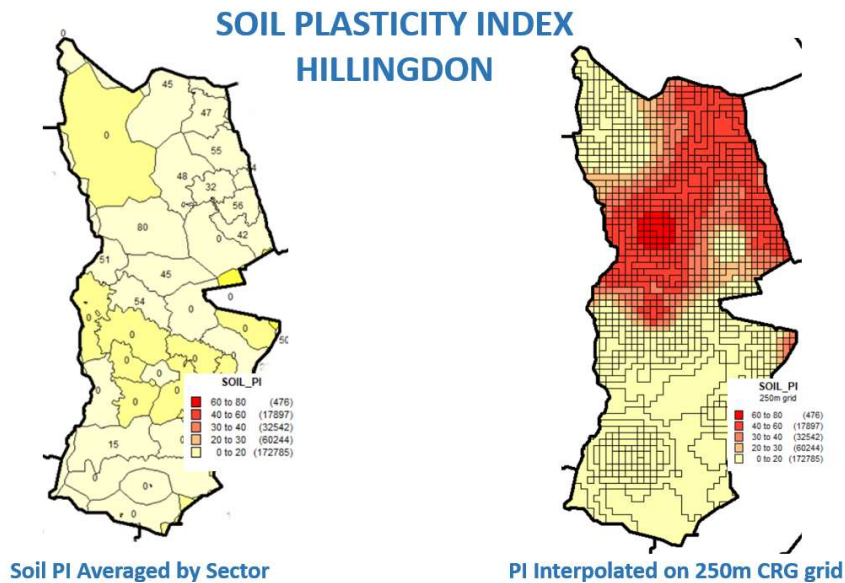 SOIL PLASTICITY INDEX
HILLINGDON
0
45
47
0
55
48
32
56
80
0
42
51
45
0
54
0
0
0
0
50
0
0
0
0
0
0
15
0
0
SOIL_PI
60 to 80 (476)
40 to 60 (17897)
30 to 40 (32542)
20 to 30 (60244)
0 to 20 (172785)
SOIL_PI
250m grid
60 to 80 (476)
40 to 60 (17897)
30 to 40 (32542)
20 to 30 (60244)
0 to 20 (172785)
Soil PI Averaged by Sector
PI Interpolated on 250m CRG grid